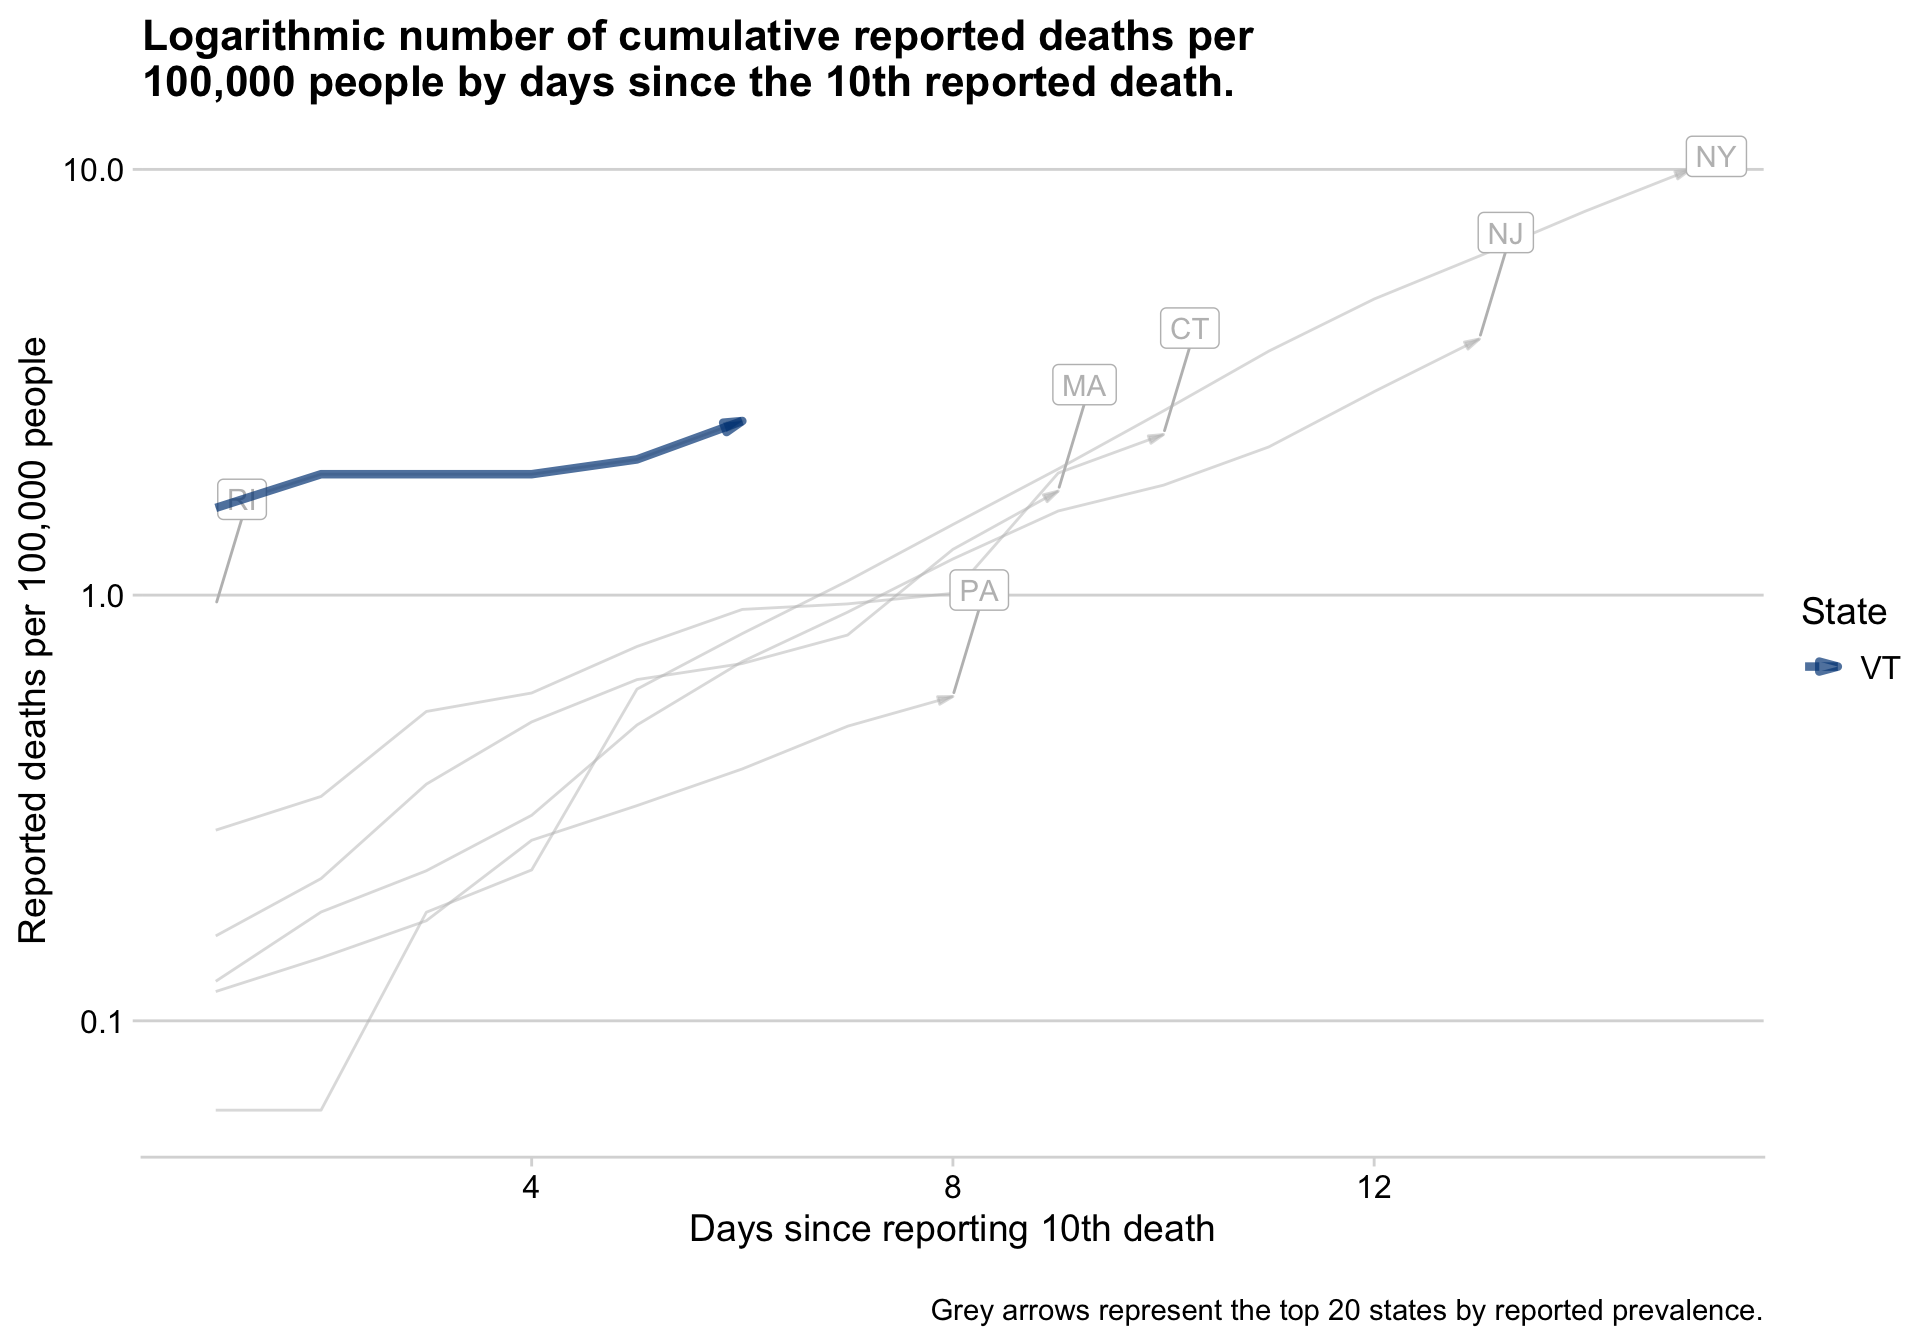 Logarithmic number of cumulative reported deaths per
100,000 people by days since the 10th reported death.
Reported deaths per 100,000 people
10.0
1.0
0.1
NY
NJ
CT
MA
RI
PA
State
VT
4
8
12
Days since reporting 10th death
Grey arrows represent the top 20 states by reported prevalence.